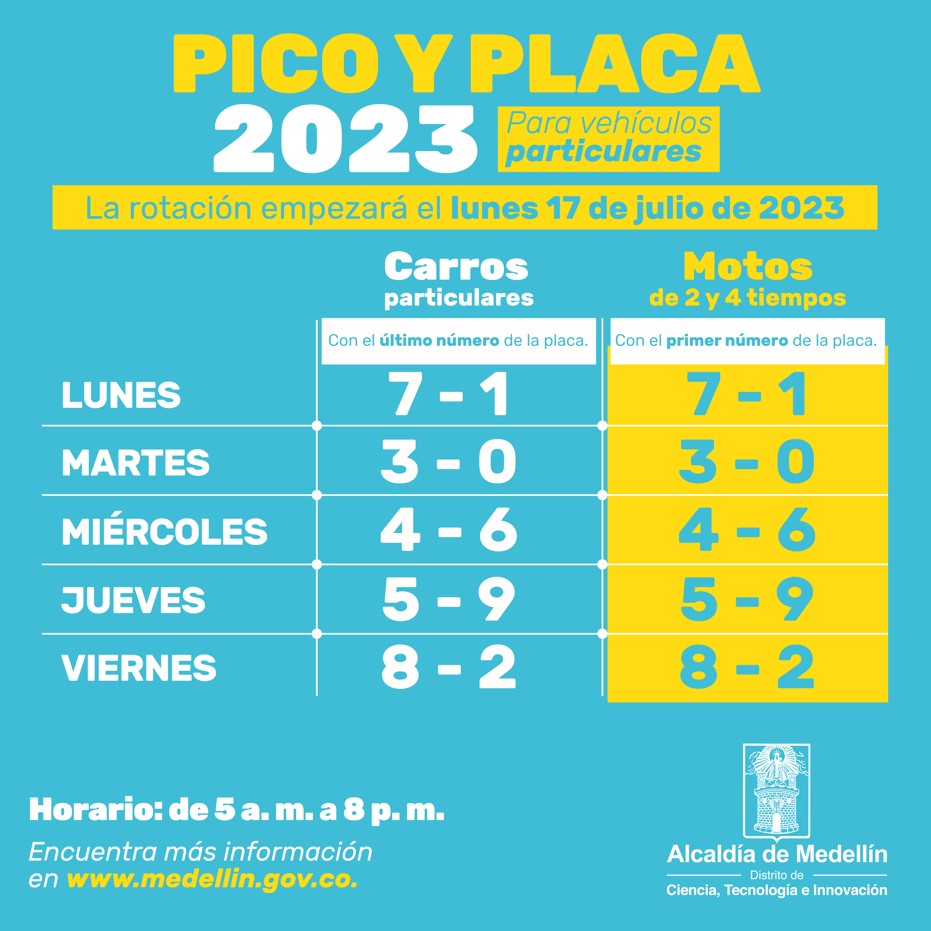 PICO Y PLACA
2023 Para vehículos
particulares
La rotación empezará el lunes 17 de julio de 2023
Carros
particulares
Motos
de 2 y 4 tiempos
Con el último número de la placa.
Con el primer número de la placa.
LUNES 7 - 1 7 - 1
MARTES 3 - 0 3 - 0
MIÉRCOLES 4 - 6 4 - 6
JUEVES 5 - 9 5 - 9
VIERNES 8 - 2 8 - 2
Horario: de 5 a. m. a 8 p. m.
Encuentra más información
en www.medellin.gov.co.
Alcaldía de Medellín
Distrito de
Ciencia, Tecnología e Innovación